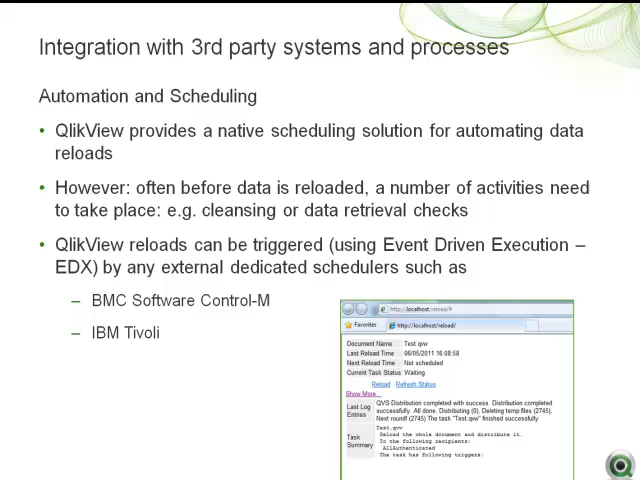 Integration with 3rd party systems and processes
Automation and Scheduling
• QlikView provides a native scheduling solution for automating data
reloads
• However: often before data is reloaded, a number of activities need
to take place: e.g. cleansing or data retrieval checks
• QlikView reloads can be triggered (using Event Driven Execution –
EDX) by any external dedicated schedulers such as
– BMC Software Control-M
– IBM Tivoli
http://localhost/reload/#
Favorites http://localhost/reload/
Document Name Test.qvw
Last Reload Time 06/05/2011 16:08:58
Next Reload Time Not scheduled
Current Task Status Waiting
Reload Refresh Status
Show More...
Last Log Entries
QVS Distribution completed with success. Distribution completed
successfully. All done. Distributing (0), Deleting temp files (2745),
Next round! (2745) The task "Test.qvw" finished successfully
Task Summary
Test.qvw
Reload the whole document and distribute it.
To the following recipients:
AllAuthenticated
The task has following triggers: